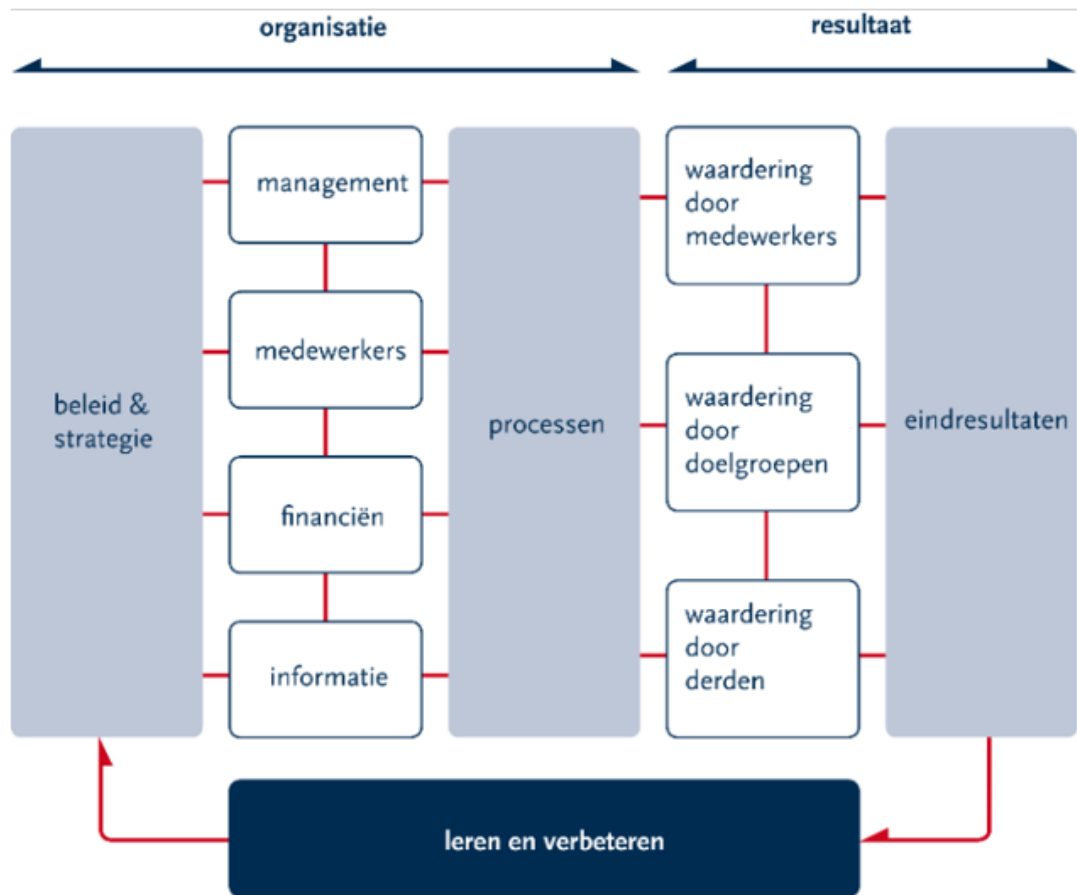 organisatie
resultaat
management
medewerkers
beleid &
strategie
financiën
informatie
processen
waardering
door
medewerkers
waardering
door
doelgroepen
waardering
door
derden
eindresultaten
leren en verbeteren